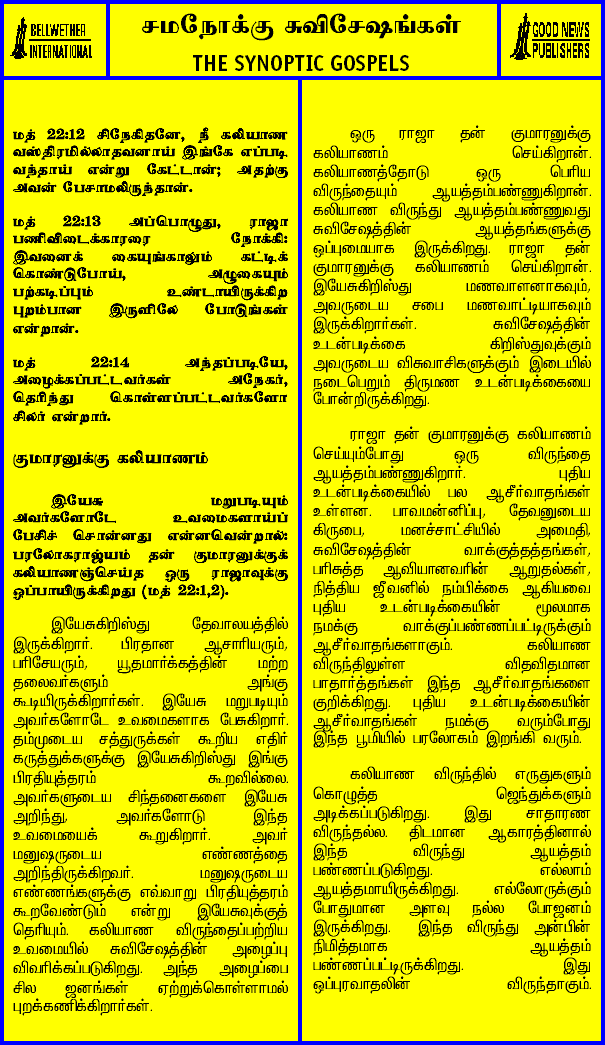 BELLWETHER
INTERNATIONAL
சமநோக்கு சுவிசேஷங்கள்
THE SYNOPTIC GOSPELS
GOOD NEWS
PUBLISHERS
மத் 22:12 சிநேகிதனே, நீ கலியாண
வஸ்திரமில்லாதவனாய் இங்கே எப்படி
வந்தாய் என்று கேட்டான்; அதற்கு
அவன் பேசாமலிருந்தான்.
மத் 22:13 அப்பொழுது, ராஜா
பணிவிடைக்காரரை நோக்கி:
இவனைக் கையுங்காலும் கட்டிக்
கொண்டுபோய், அழுகையும்
பற்கடிப்பும் உண்டாயிருக்கிற
புறம்பான இருளிலே போடுங்கள்
என்றான்.
மத் 22:14 அந்தப்படியே,
அழைக்கப்பட்டவர்கள் அநேகர்,
தெரிந்து கொள்ளப்பட்டவர்களோ
சிலர் என்றார்.
குமாரனுக்கு கலியாணம்
இயேசு மறுபடியும்
அவர்களோடே உவமைகளாய்ப்
பேசிச் சொன்னது என்னவென்றால்:
பரலோகராஜ்யம் தன் குமாரனுக்குக்
கலியாணஞ்செய்த ஒரு ராஜாவுக்கு
ஒப்பாயிருக்கிறது (மத் 22:1,2).
இயேசுகிறிஸ்து தேவாலயத்தில்
இருக்கிறார். பிரதான ஆசாரியரும்,
பரிசேயரும், யூதமார்க்கத்தின் மற்ற
தலைவர்களும் அங்கு
கூடியிருக்கிறார்கள். இயேசு மறுபடியும்
அவர்களோடே உவமைகளாக பேசுகிறார்.
தம்முடைய சத்துருக்கள் கூறிய எதிர்
கருத்துக்களுக்கு இயேசுகிறிஸ்து இங்கு
பிரதியுத்தரம் கூறவில்லை.
அவர்களுடைய சிந்தனைகளை இயேசு
அறிந்து, அவர்களோடு இந்த
உவமையைக் கூறுகிறார். அவர்
மனுஷருடைய எண்ணத்தை
அறிந்திருக்கிறவர். மனுஷருடைய
எண்ணங்களுக்கு எவ்வாறு பிரதியுத்தரம்
கூறவேண்டும் என்று இயேசுவுக்குத்
தெரியும். கலியாண விருந்தைப்பற்றிய
உவமையில் சுவிசேஷத்தின் அழைப்பு
விவரிக்கப்படுகிறது. அந்த அழைப்பை
சில ஜனங்கள் ஏற்றுக்கொள்ளாமல்
புறக்கணிக்கிறார்கள்.
ஒரு ராஜா தன் குமாரனுக்கு
கலியாணம் செய்கிறான்.
கலியாணத்தோடு ஒரு பெரிய
விருந்தையும் ஆயத்தம்பண்ணுகிறான்.
கலியாண விருந்து ஆயத்தம்பண்ணுவது
சுவிசேஷத்தின் ஆயத்தங்களுக்கு
ஒப்புமையாக இருக்கிறது. ராஜா தன்
குமாரனுக்கு கலியாணம் செய்கிறான்.
இயேசுகிறிஸ்து மணவாளனாகவும்,
அவருடைய சபை மணவாட்டியாகவும்
இருக்கிறார்கள். சுவிசேஷத்தின்
உடன்படிக்கை கிறிஸ்துவுக்கும்
அவருடைய விசுவாசிகளுக்கும் இடையில்
நடைபெறும் திருமண உடன்படிக்கையை
போன்றிருக்கிறது.
ராஜா தன் குமாரனுக்கு கலியாணம்
செய்யும்போது ஒரு விருந்தை
ஆயத்தம்பண்ணுகிறார். புதிய
உடன்படிக்கையில் பல ஆசீர்வாதங்கள்
உள்ளன. பாவமன்னிப்பு, தேவனுடைய
கிருபை, மனச்சாட்சியில் அமைதி,
சுவிசேஷத்தின் வாக்குத்தத்தங்கள்,
பரிசுத்த ஆவியானவரின் ஆறுதல்கள்,
நித்திய ஜீவனில் நம்பிக்கை ஆகியவை
புதிய உடன்படிக்கையின் மூலமாக
நமக்கு வாக்குப்பண்ணப்பட்டிருக்கும்
ஆசீர்வாதங்களாகும். கலியாண
விருந்திலுள்ள விதவிதமான
பாதார்த்தங்கள் இந்த ஆசீர்வாதங்களை
குறிக்கிறது. புதிய உடன்படிக்கையின்
ஆசீர்வாதங்கள் நமக்கு வரும்போது
இந்த பூமியில் பரலோகம் இறங்கி வரும்.
கலியாண விருந்தில் எருதுகளும்
கொழுத்த ஜெந்துக்களும்
அடிக்கப்படுகிறது. இது சாதாரண
விருந்தல்ல. திடமான ஆகாரத்தினால்
இந்த விருந்து ஆயத்தம்
பண்ணப்படுகிறது. எல்லாம்
ஆயத்தமாயிருக்கிறது. எல்லோருக்கும்
போதுமான அளவு நல்ல போஜனம்
இருக்கிறது. இந்த விருந்து அன்பின்
நிமித்தமாக ஆயத்தம்
பண்ணப்பட்டிருக்கிறது. இது
ஒப்புரவாதலின் விருந்தாகும்.